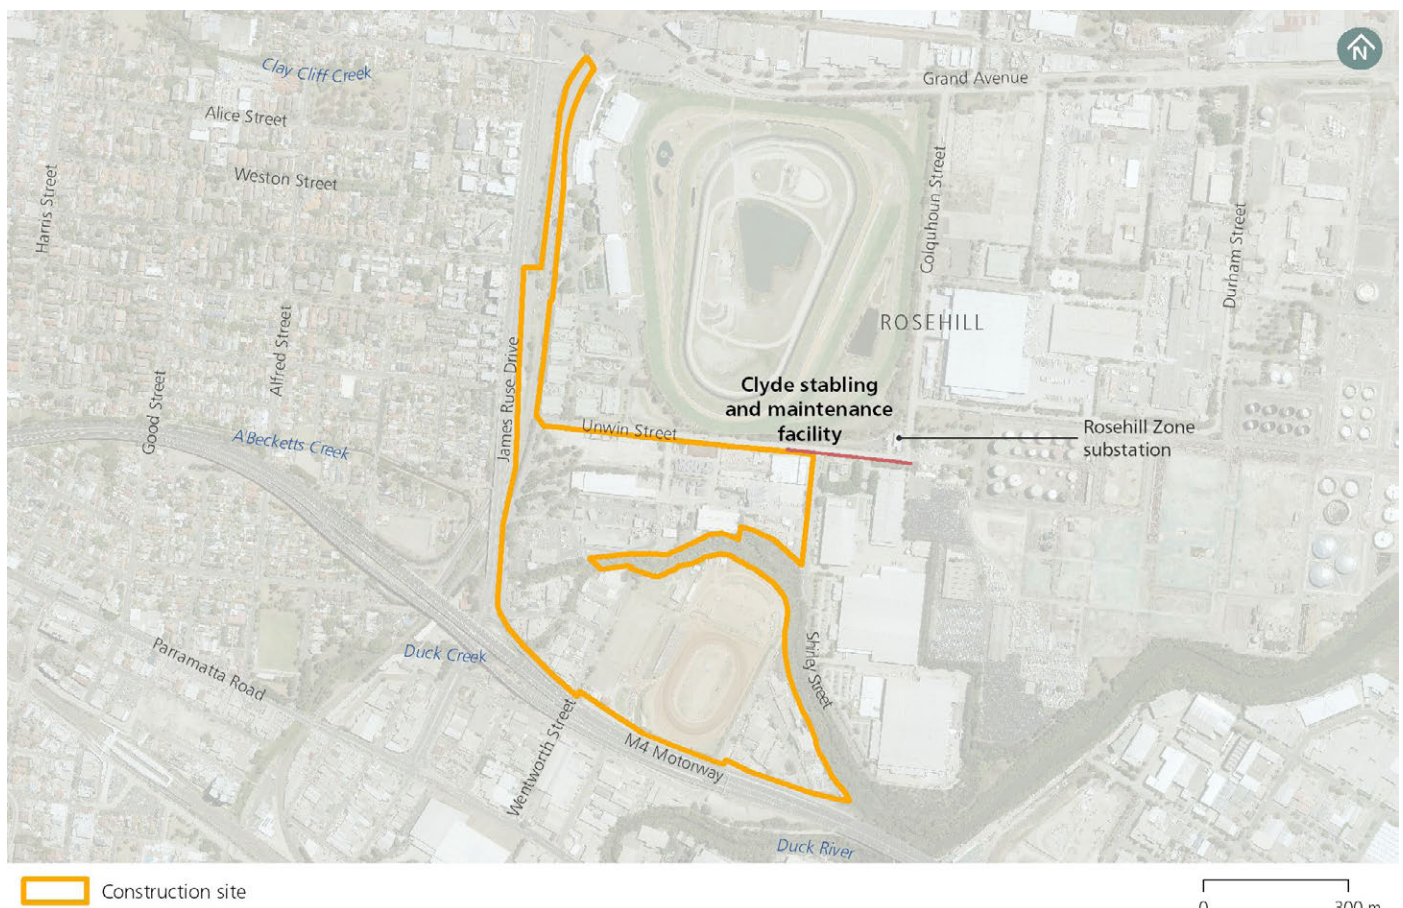 N
Clay Cliff Creek
Grand Avenue
Alice Street
Weston Street
Harris Street
Colquhoun Street
Durham Street
ROSEHILL
Alfred Street
James Ruse Drive
Good Street
Clyde stabling
and maintenance
facility
A'Becketts Creek
Unwin Street
Rosehill Zone
substation
Duck Creek
Parramatta Road
Shirley Street
Wentworth Street
M4 Motorway
Duck River
Construction site
0 300 m